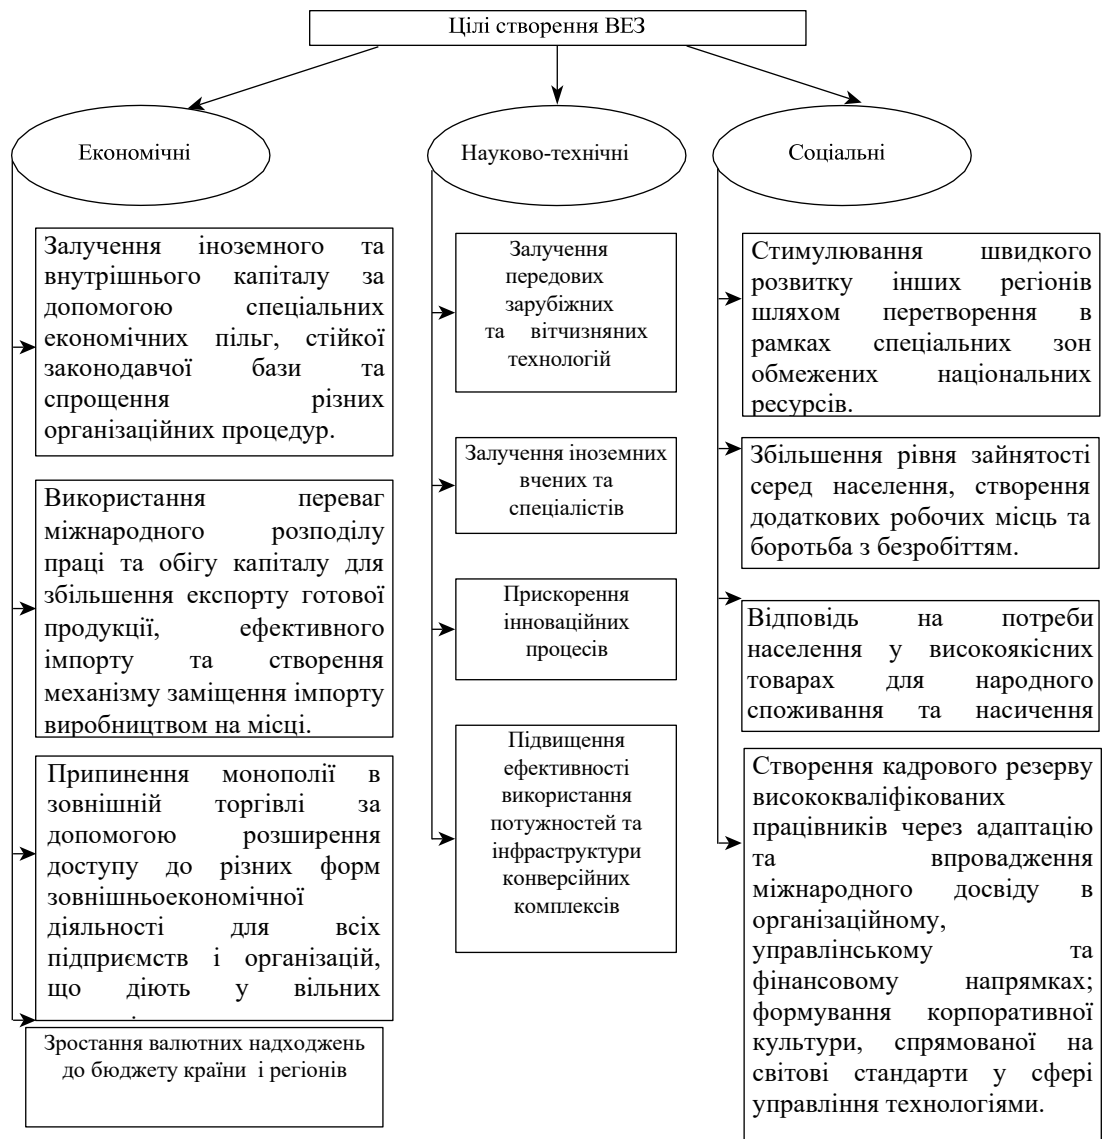 Цілі створення ВЕЗ
Економічні
Науково-технічні
Соціальні
Залучення іноземного та
внутрішнього капіталу за
допомогою спеціальних
економічних пільг, стійкої
законодавчої бази та
спрощення різних
організаційних процедур.
Використання переваг
міжнародного розподілу
праці та обігу капіталу для
збільшення експорту готової
продукції, ефективного
імпорту та створення
механізму заміщення імпорту
виробництвом на місці.
Припинення монополії в
зовнішній торгівлі за
допомогою розширення
доступу до різних форм
зовнішньоекономічної
діяльності для всіх
підприємств і організацій,
що діють у вільних
Зростання валютних надходжень
до бюджету країни і регіонів
Залучення
передових
зарубіжних
та вітчизняних
технологій
Залучення іноземних
вчених та
спеціалістів
Прискорення
інноваційних
процесів
Підвищення
ефективності
використання
потужностей та
інфраструктури
конверсійних
комплексів
Стимулювання швидкого
розвитку інших регіонів
шляхом перетворення в
рамках спеціальних зон
обмежених національних
ресурсів.
Збільшення рівня зайнятості
серед населення, створення
додаткових робочих місць та
боротьба з безробіттям.
Відповідь на потреби
населення у високоякісних
товарах для народного
споживання та насичення
Створення кадрового резерву
висококваліфікованих
працівників через адаптацію
та впровадження
міжнародного досвіду в
організаційному,
управлінському та
фінансовому напрямках;
формування корпоративної
культури, спрямованої на
світові стандарти у сфері
управління технологіями.